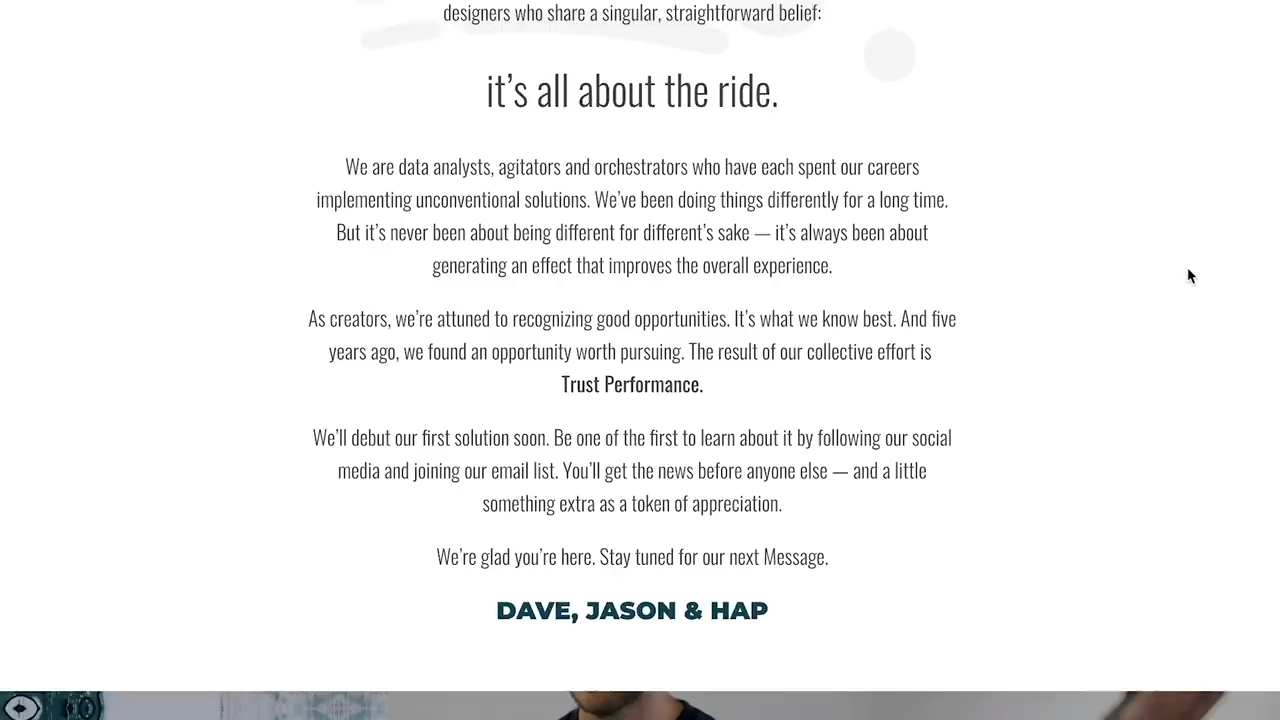 designers who share a singular, straightforward belief:
it’s all about the ride.
We are data analysts, agitators and orchestrators who have each spent our careers
implementing unconventional solutions. We’ve been doing things differently for a long time.
But it’s never been about being different for different’s sake — it’s always been about
generating an effect that improves the overall experience.
As creators, we’re attuned to recognizing good opportunities. It’s what we know best. And five
years ago, we found an opportunity worth pursuing. The result of our collective effort is
Trust Performance.
We’ll debut our first solution soon. Be one of the first to learn about it by following our social
media and joining our email list. You’ll get the news before anyone else — and a little
something extra as a token of appreciation.
We’re glad you’re here. Stay tuned for our next Message.
DAVE, JASON & HAP